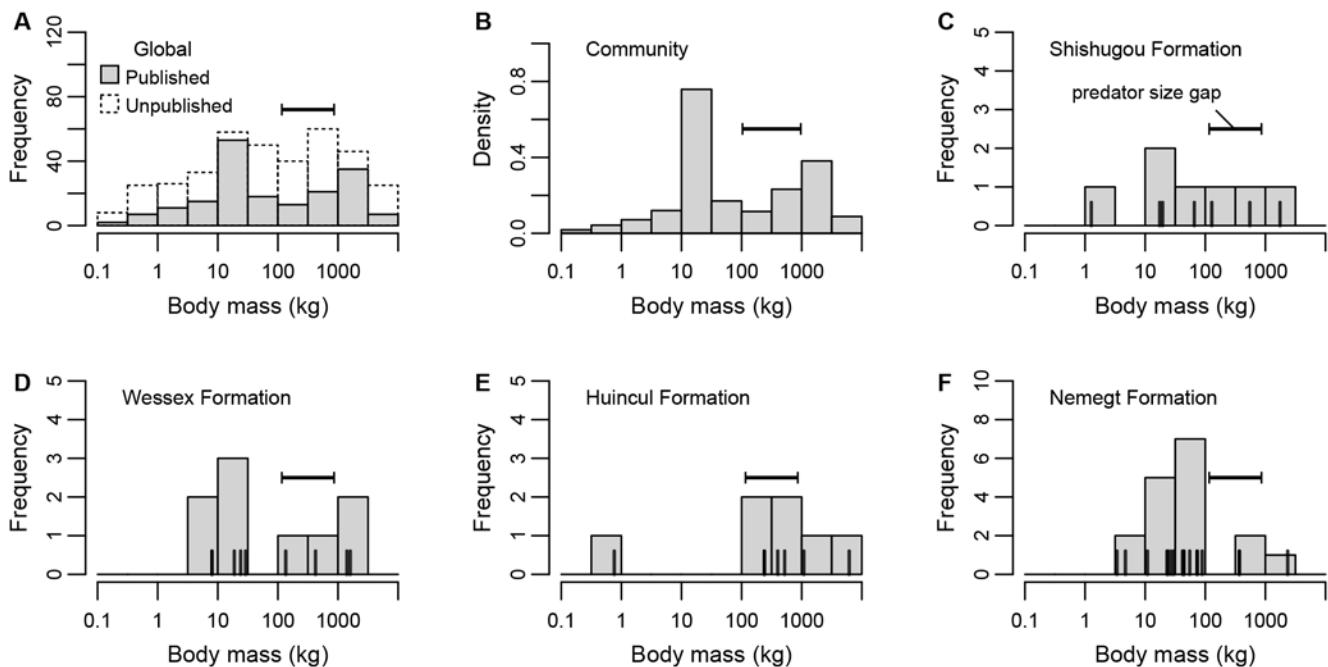 A
Global
Published
Unpublished
Frequency
0 40 80 120
0.1 1 10 100 1000
Body mass (kg)
B
Community
Density
0.0 0.4 0.8
0.1 1 10 100 1000
Body mass (kg)
C
Shishugou Formation
predator size gap
Frequency
0 1 2 3 4 5
0.1 1 10 100 1000
Body mass (kg)
D
Wessex Formation
Frequency
0 1 2 3 4 5
0.1 1 10 100 1000
Body mass (kg)
E
Huincul Formation
Frequency
0 1 2 3 4 5
0.1 1 10 100 1000
Body mass (kg)
F
Nemegt Formation
Frequency
0 2 4 6 8 10
0.1 1 10 100 1000
Body mass (kg)